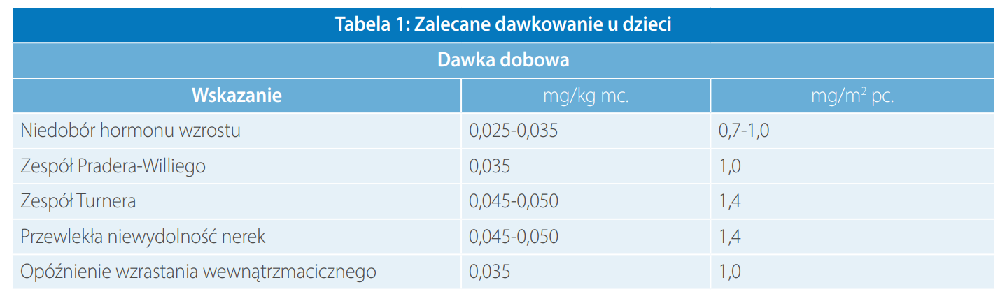 Tabela 1: Zalecane dawkowanie u dzieci
Dawka dobowa
Wskazanie mg/kg mc. mg/m² pc.
Niedobór hormonu wzrostu 0,025-0,035 0,7-1,0
Zespół Pradera-Williego 0,035 1,0
Zespół Turnera 0,045-0,050 1,4
Przewlekła niewydolność nerek 0,045-0,050 1,4
Opóźnienie wzrastania wewnątrzmacicznego 0,035 1,0